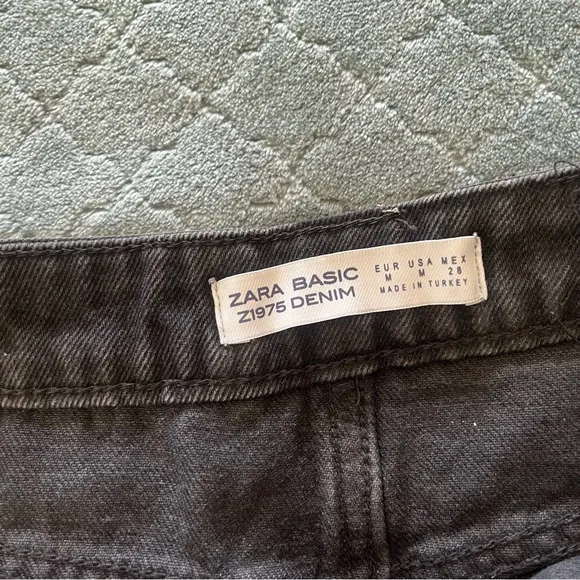 ZARA BASIC
Z1975 DENIM
EUR USA MEX
M M 28
MADE IN TURKEY